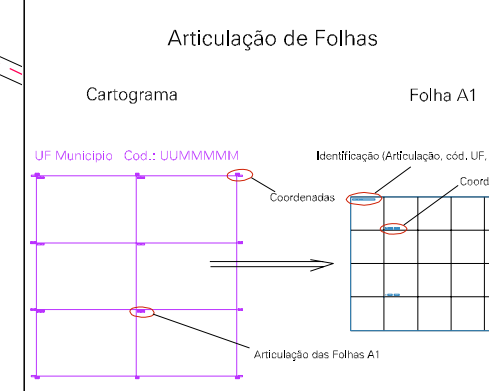 Articulação de Folhas
Cartograma
Folha A1
UF Municipio Cod.: UUMMMMM
Identificação (Articulação, cód. UF,
Coord
Coordenadas
Articulação das Folhas A1